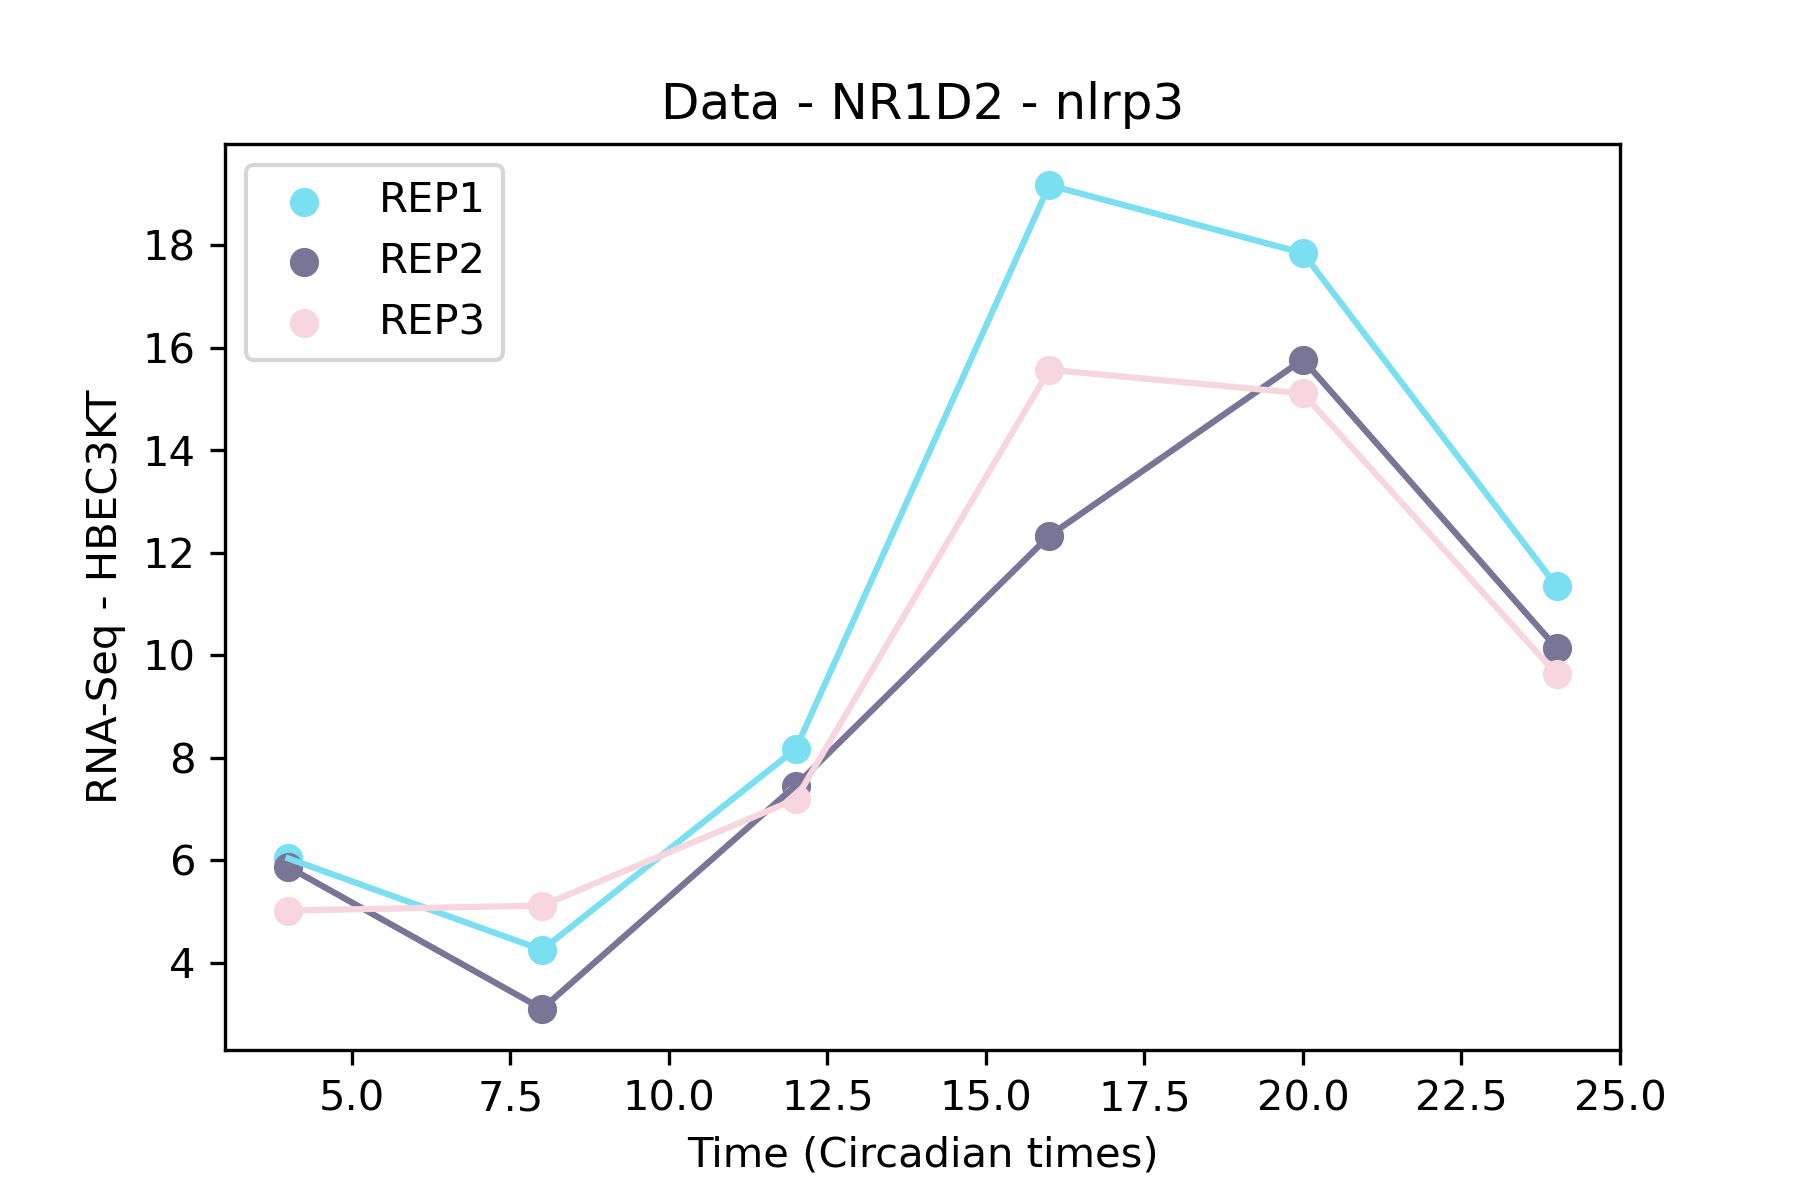 Data - NR1D2 - nlrp3
REP1
REP2
REP3
RNA-Seq - HBEC3KT
18
16
14
12
10
8
6
4
5.0 7.5 10.0 12.5 15.0 17.5 20.0 22.5 25.0
Time (Circadian times)